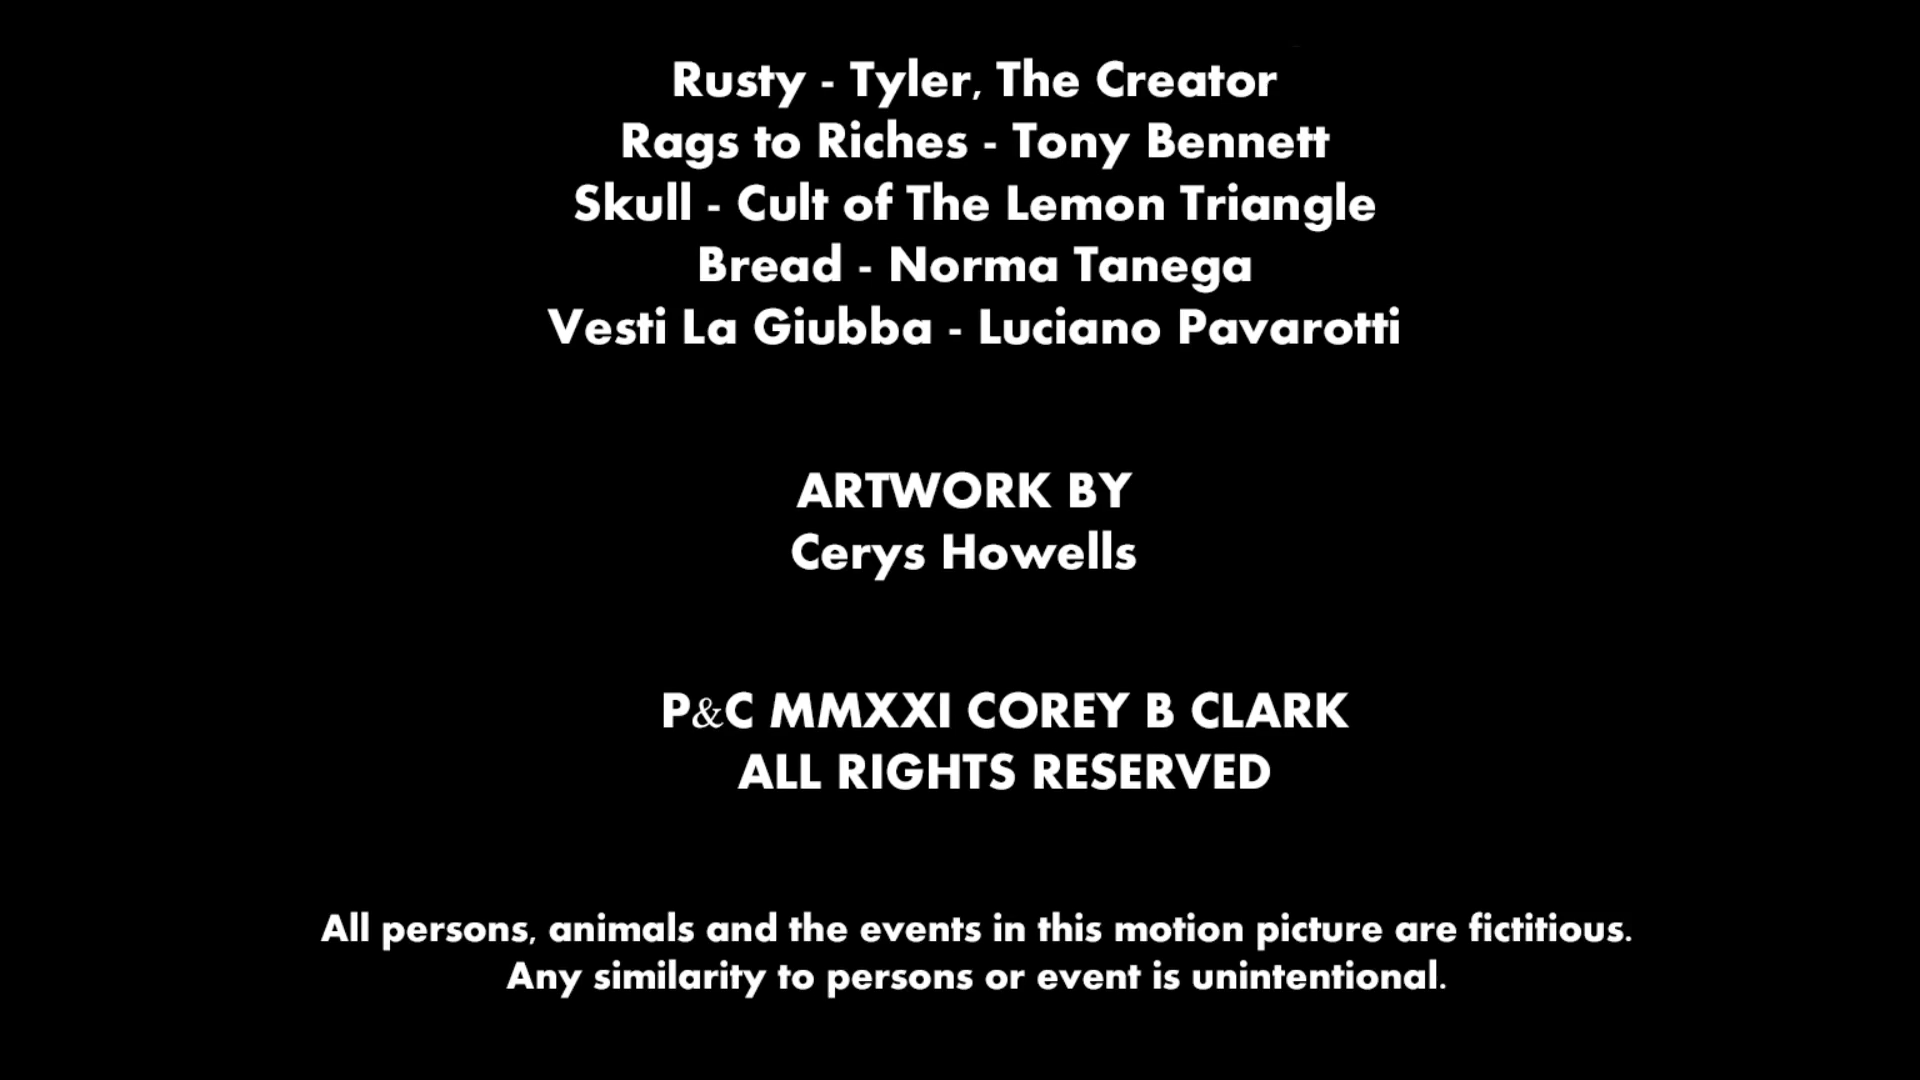 Rusty - Tyler, The Creator
Rags to Riches - Tony Bennett
Skull - Cult of The Lemon Triangle
Bread - Norma Tanega
Vesti La Giubba - Luciano Pavarotti
ARTWORK BY
Cerys Howells
P&C MMXXI COREY B CLARK
ALL RIGHTS RESERVED
All persons, animals and the events in this motion picture are fictitious.
Any similarity to persons or event is unintentional.